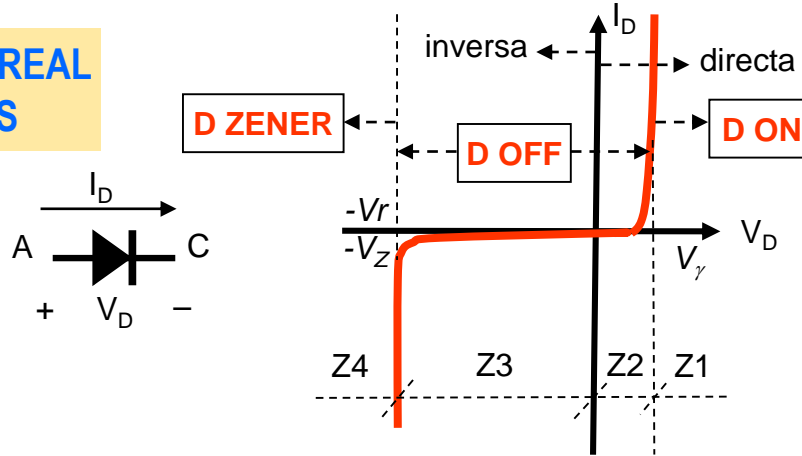 REAL
S
I_D
inversa
directa
D ZENER
D OFF
D ON
I_D
-Vr
-V_Z
V_γ
V_D
A
C
+
V_D
–
Z4
Z3
Z2
Z1